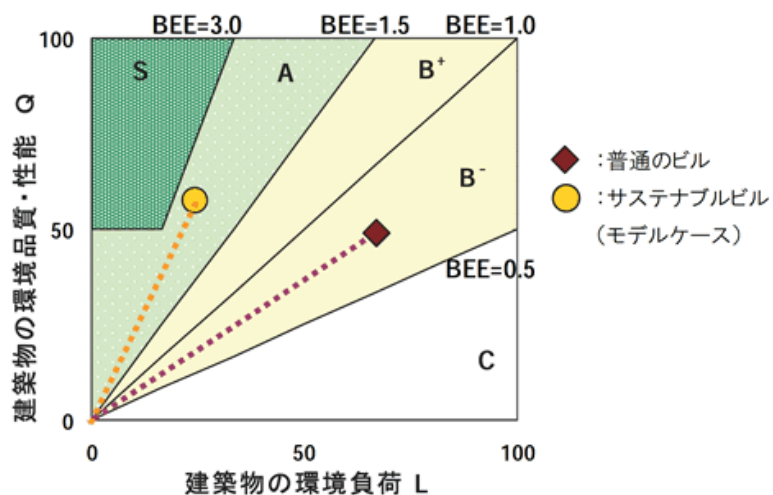 BEE=3.0 BEE=1.5 BEE=1.0
100
S
A
B+
B-
50
BEE=0.5
C
0
0 50 100
建築物の環境品質・性能 Q
建築物の環境負荷 L
:普通のビル
:サステナブルビル
(モデルケース)